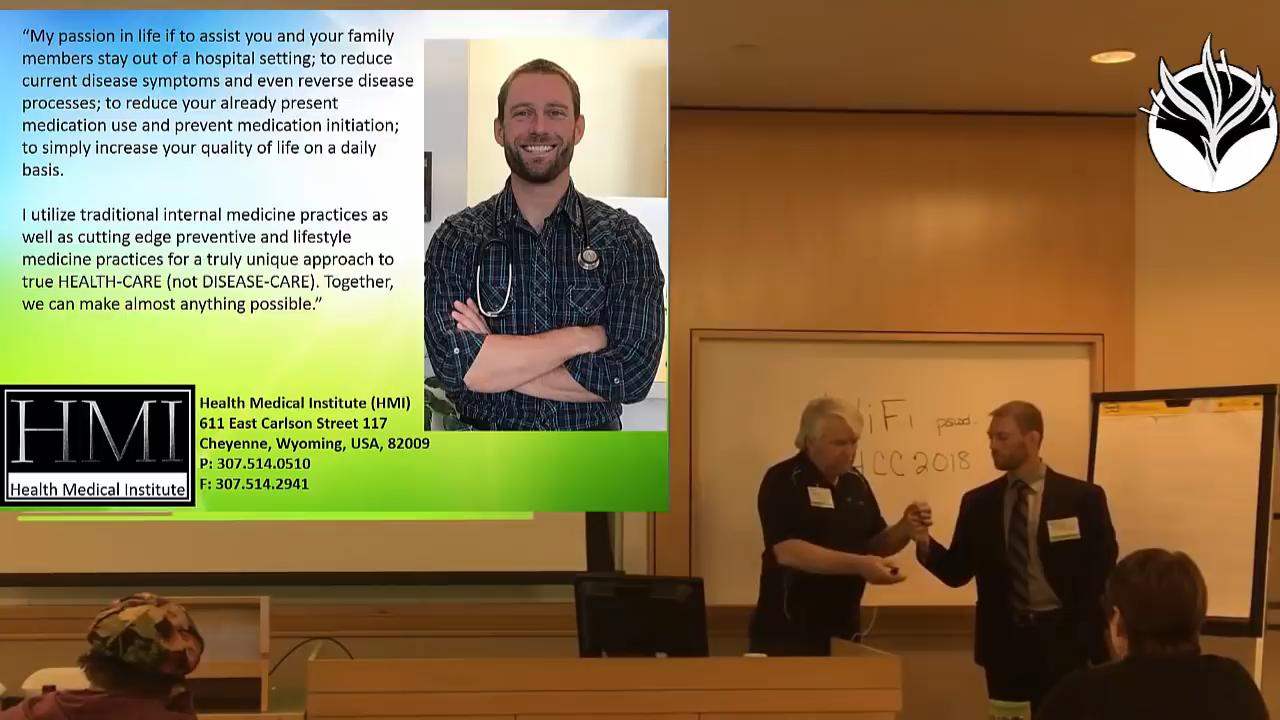 “My passion in life if to assist you and your family
members stay out of a hospital setting; to reduce
current disease symptoms and even reverse disease
processes; to reduce your already present
medication use and prevent medication initiation;
to simply increase your quality of life on a daily
basis.
I utilize traditional internal medicine practices as
well as cutting edge preventive and lifestyle
medicine practices for a truly unique approach to
true HEALTH-CARE (not DISEASE-CARE). Together,
we can make almost anything possible.”
HMI
Health Medical Institute
Health Medical Institute (HMI)
611 East Carlson Street 117
Cheyenne, Wyoming, USA, 82009
P: 307.514.0510
F: 307.514.2941
iFi
CC 2018